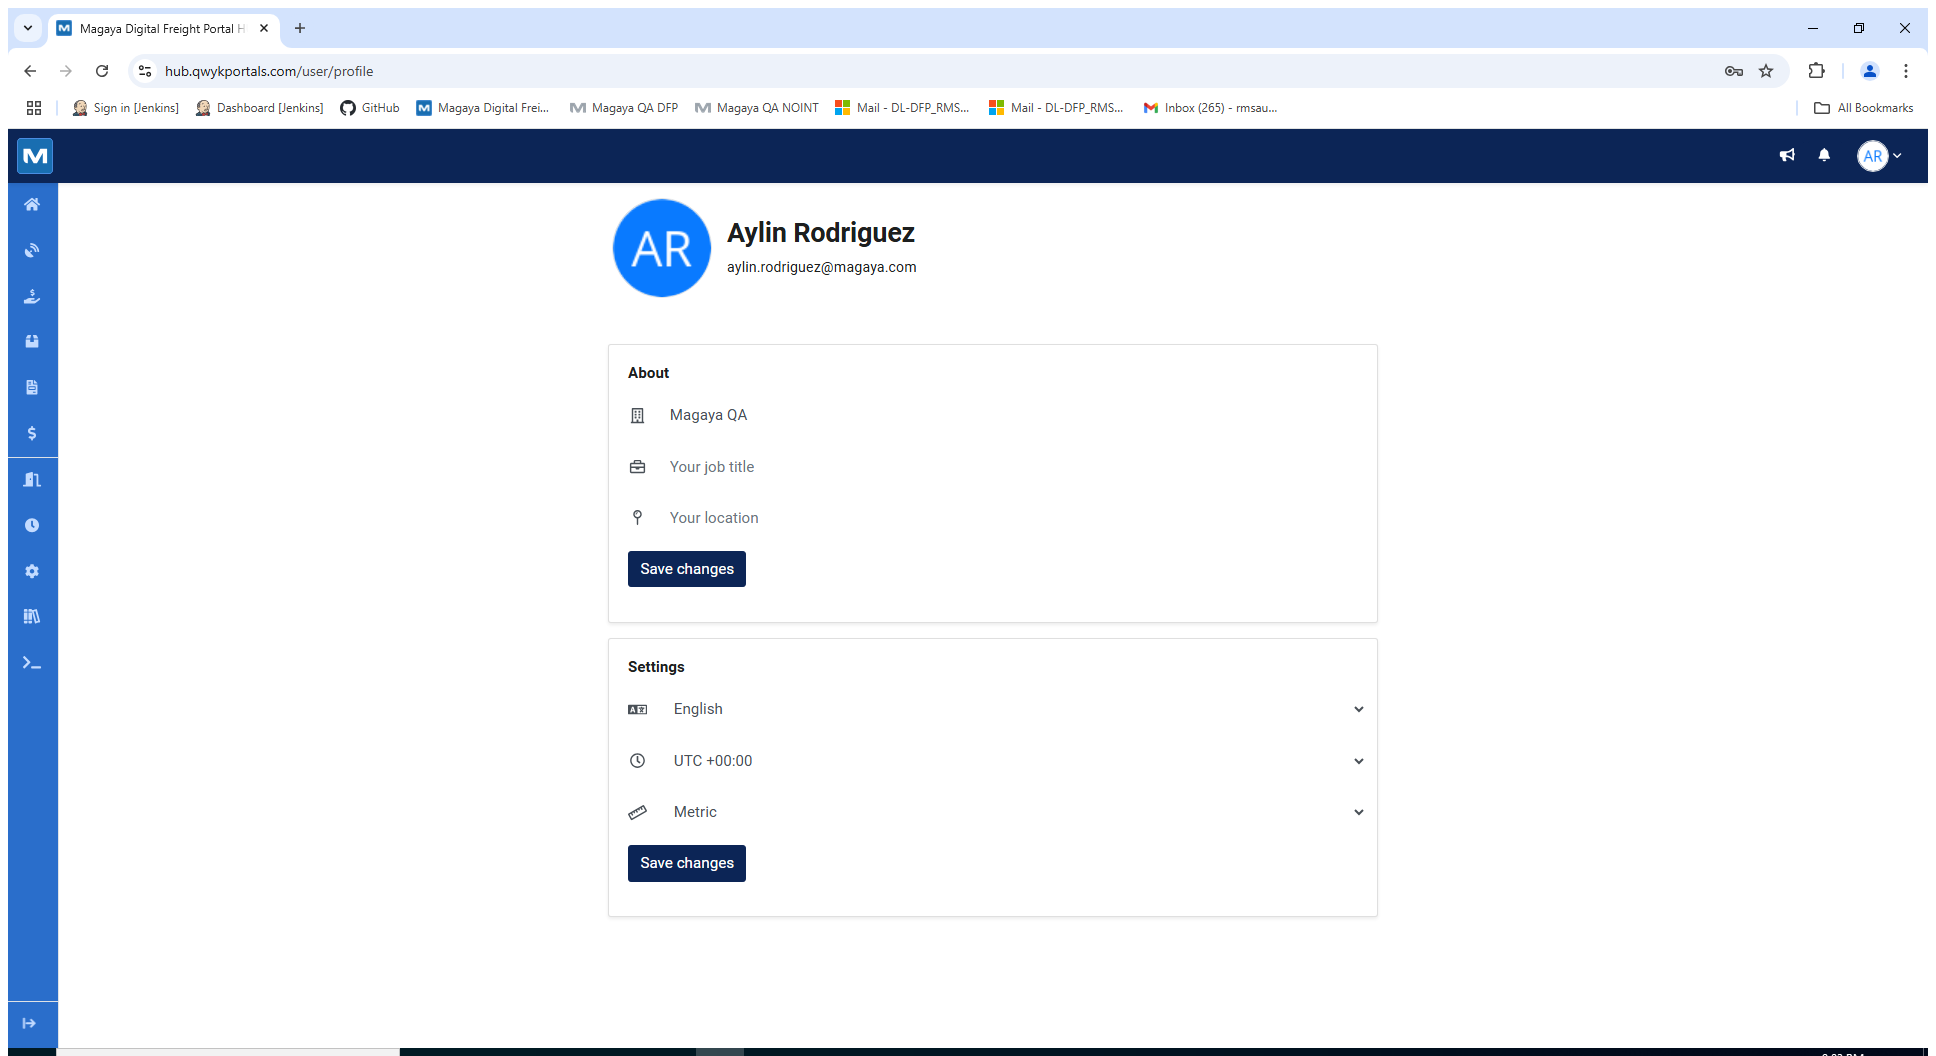 Magaya Digital Freight Portal H
hub.qwykportals.com/user/profile
Sign in [Jenkins]
Dashboard [Jenkins]
GitHub
Magaya Digital Frei...
Magaya QA DFP
Magaya QA NOINT
Mail - DL-DFP_RMS...
Mail - DL-DFP_RMS...
Inbox (265) - rmsau...
All Bookmarks
M
AR
AR
Aylin Rodriguez
aylin.rodriguez@magaya.com
About
Magaya QA
Your job title
Your location
Save changes
Settings
English
UTC +00:00
Metric
Save changes